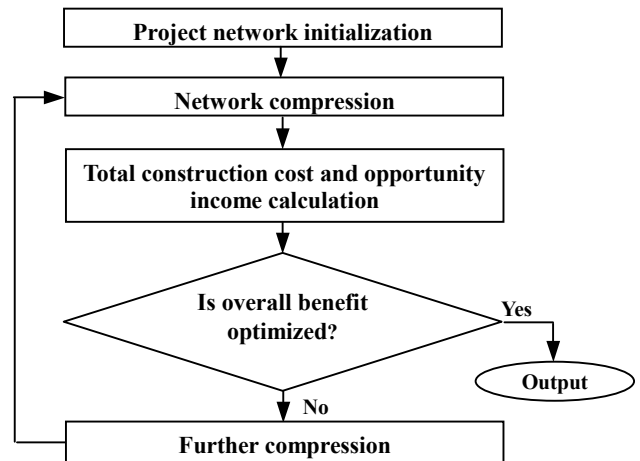 Project network initialization
Network compression
Total construction cost and opportunity
income calculation
Is overall benefit
optimized?
Yes
Output
No
Further compression